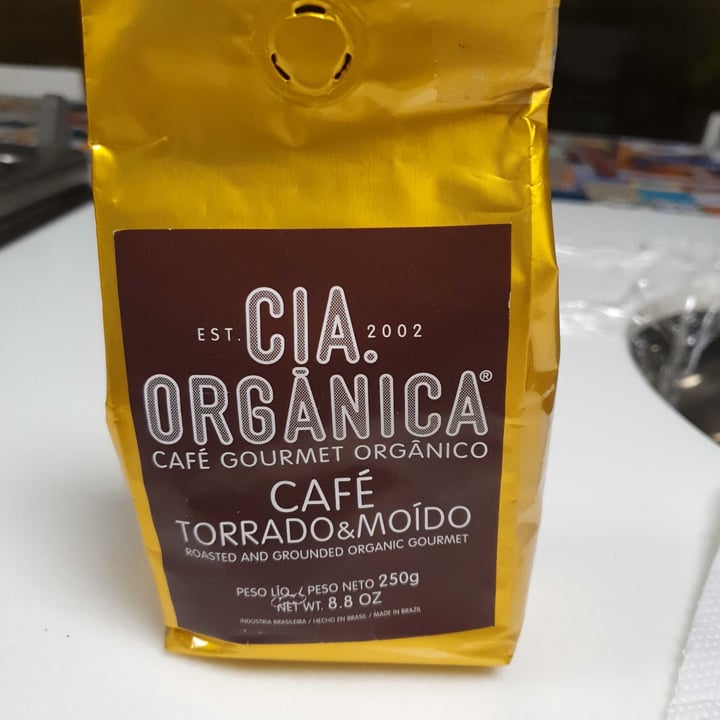 EST. CIA. 2002
ORGÂNICA®
CAFÉ GOURMET ORGÂNICO
CAFÉ
TORRADO&MOÍDO
ROASTED AND GROUNDED ORGANIC GOURMET
PESO LÍQ. / PESO NETO 250g
NET WT. 8.8 OZ
INDÚSTRIA BRASILEIRA / HECHO EN BRASIL / MADE IN BRAZIL